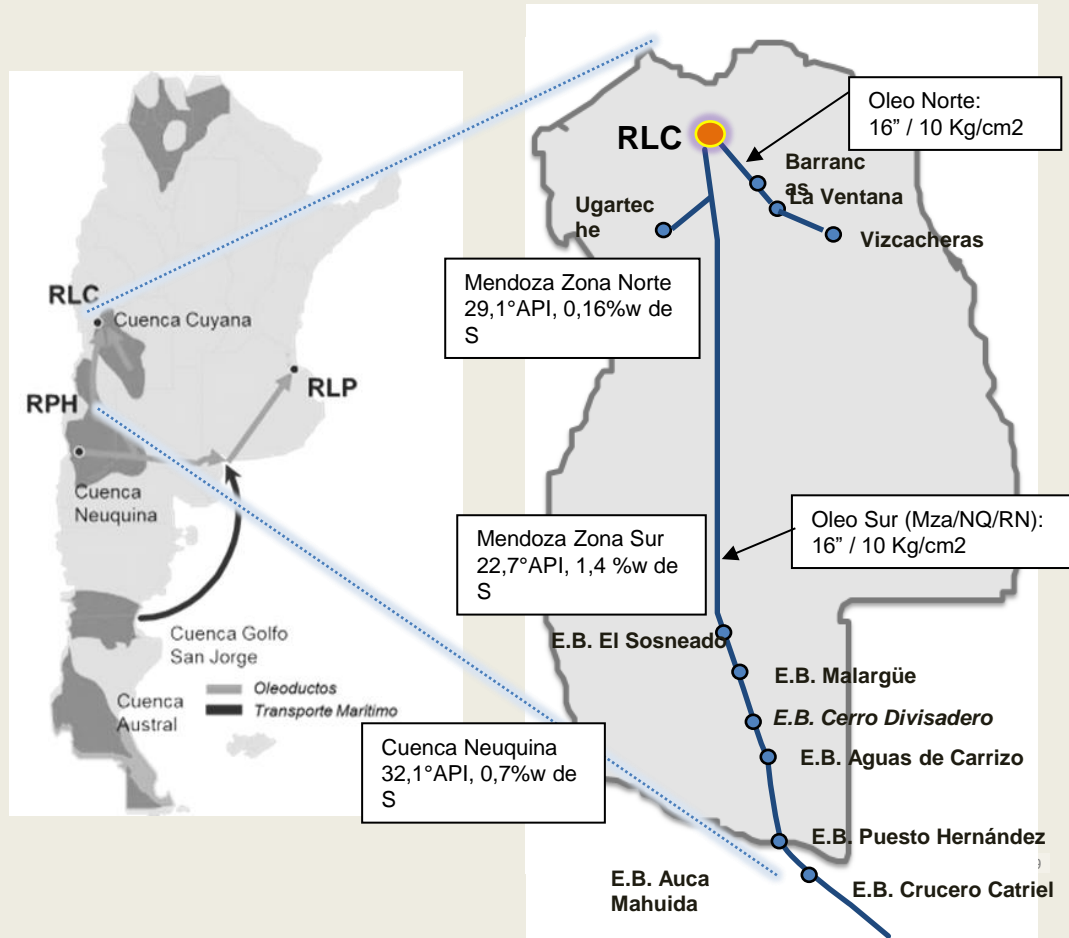 RLC
Cuenca Cuyana
RPH
RLP
Cuenca
Neuquina
Cuenca Golfo
San Jorge
Cuenca
Austral
Oleoductos
Transporte Marítimo
Oleo Norte:
16” / 10 Kg/cm2
RLC
Barranc
as
La Ventana
Ugartec
he
Vizcacheras
Mendoza Zona Norte
29,1°API, 0,16%w de
S
Mendoza Zona Sur
22,7°API, 1,4 %w de
S
Oleo Sur (Mza/NQ/RN):
16” / 10 Kg/cm2
E.B. El Sosneado
E.B. Malargüe
E.B. Cerro Divisadero
E.B. Aguas de Carrizo
Cuenca Neuquina
32,1°API, 0,7%w de
S
E.B. Puesto Hernández
9
E.B. Auca
Mahuida
E.B. Crucero Catriel